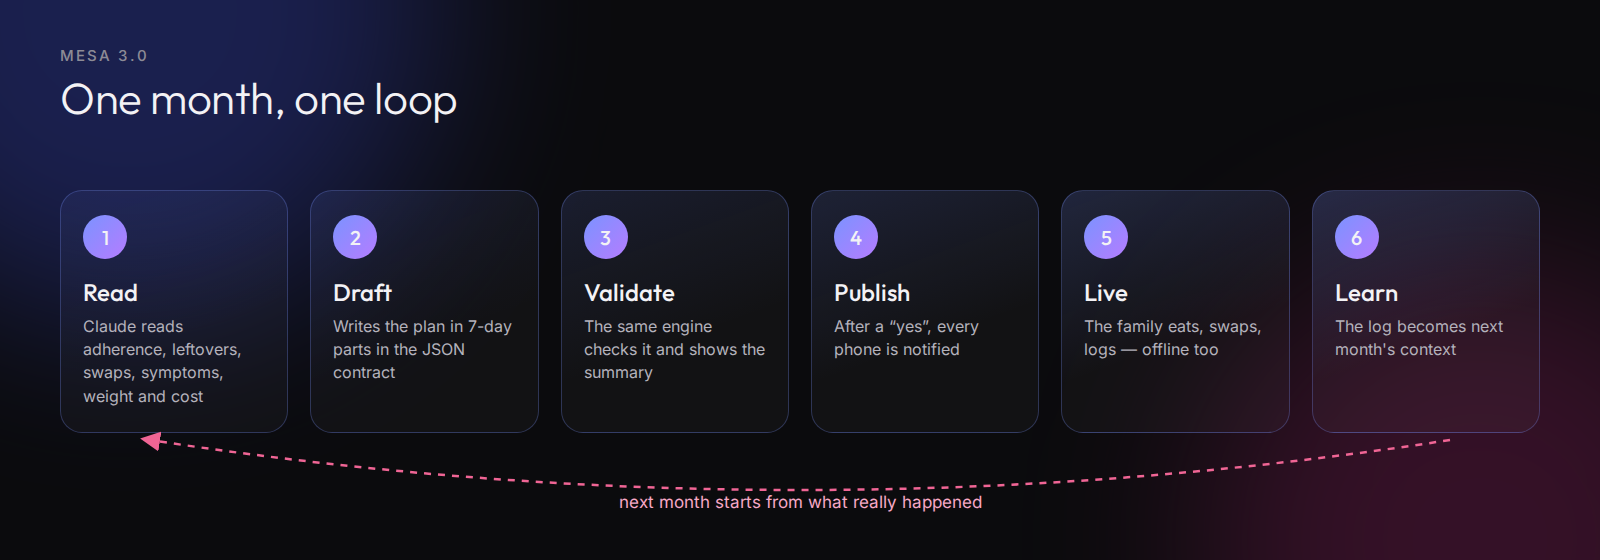 MESA 3.0
One month, one loop
1
Read
Claude reads
adherence, leftovers,
swaps, symptoms,
weight and cost
2
Draft
Writes the plan in 7-day
parts in the JSON
contract
3
Validate
The same engine
checks it and shows the
summary
4
Publish
After a “yes”, every
phone is notified
5
Live
The family eats, swaps,
logs — offline too
6
Learn
The log becomes next
month's context
next month starts from what really happened